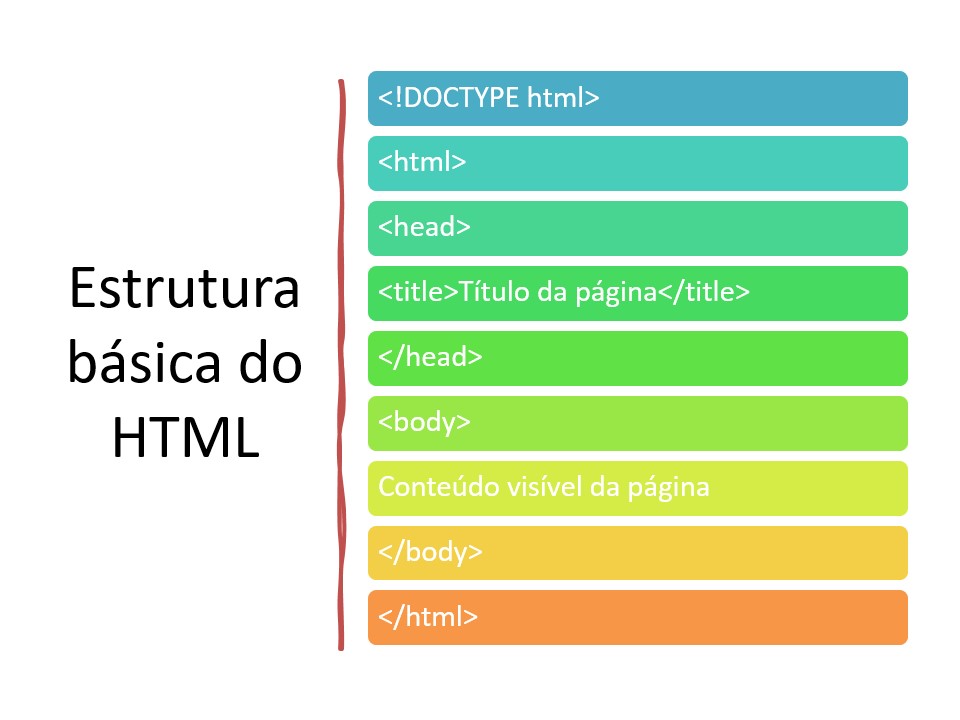 Estrutura
básica do
HTML
<!DOCTYPE html>
<html>
<head>
<title>Título da página</title>
</head>
<body>
Conteúdo visível da página
</body>
</html>